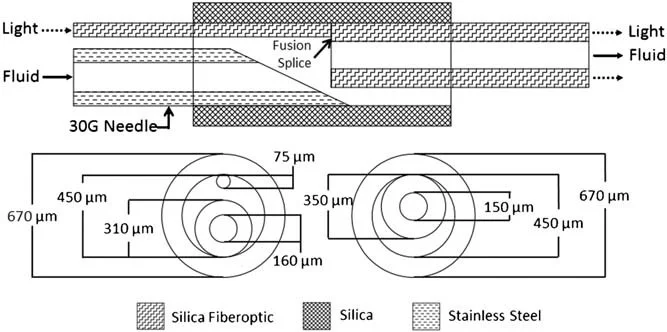 Light
Fluid
30G Needle
Fusion
Splice
Light
Fluid
75 µm
450 µm
670 µm
310 µm
160 µm
350 µm
150 µm
670 µm
450 µm
Silica Fiberoptic
Silica
Stainless Steel